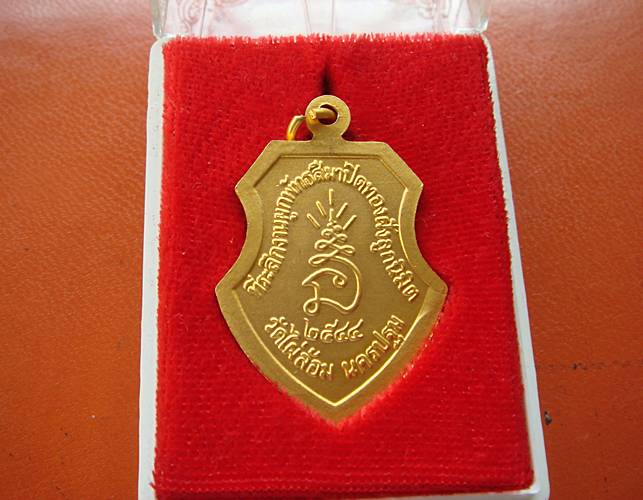 ที่ระลึกงานผูกพัทธสีมาปิดทองฝังลูกนิมิต
๒๕๔๔
วัดไผ่ล้อม นครปฐม